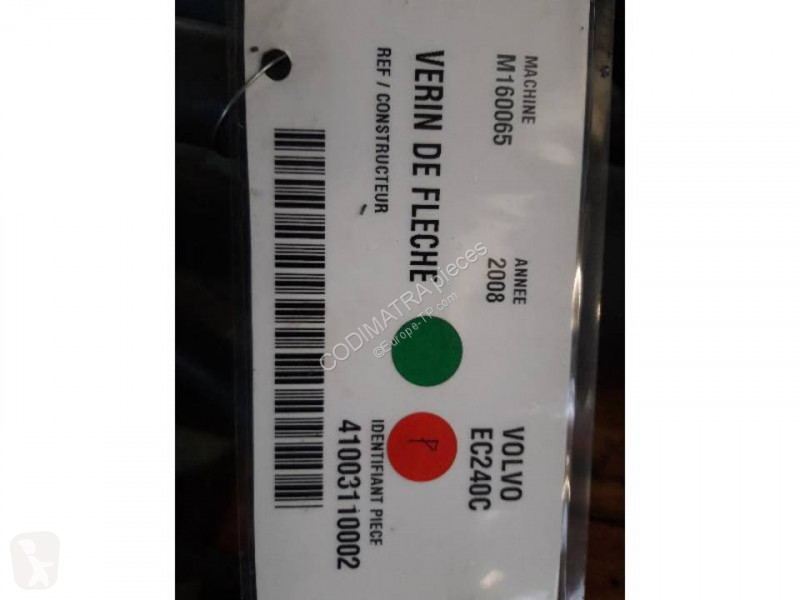 MACHINE
M160065
ANNEE
2008
VOLVO
EC240C
VERIN DE FLECHE
REF / CONSTRUCTEUR
IDENTIFIANT PIECE
41003110002
P
CODIMATRA pieces
©Europe-TP.com